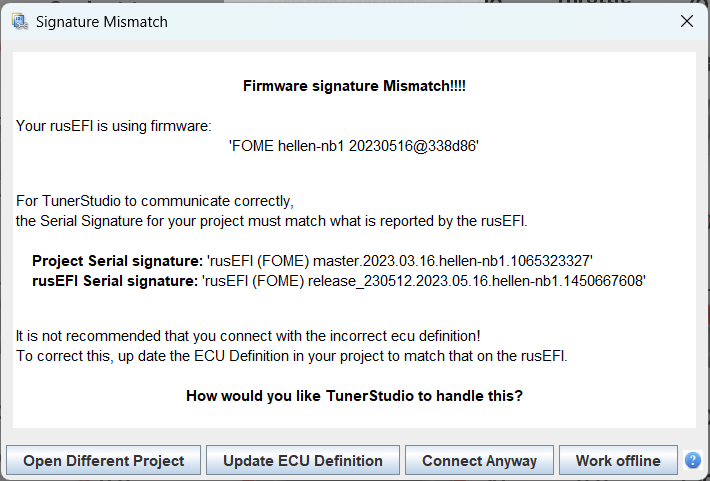 Signature Mismatch
Firmware signature Mismatch!!!!
Your rusEFI is using firmware:
'FOME hellen-nb1 20230516@338d86'
For TunerStudio to communicate correctly,
the Serial Signature for your project must match what is reported by the rusEFI.
Project Serial signature: 'rusEFI (FOME) master.2023.03.16.hellen-nb1.1065323327'
rusEFI Serial signature: 'rusEFI (FOME) release_230512.2023.05.16.hellen-nb1.1450667608'
It is not recommended that you connect with the incorrect ecu definition!
To correct this, up date the ECU Definition in your project to match that on the rusEFI.
How would you like TunerStudio to handle this?
Open Different Project
Update ECU Definition
Connect Anyway
Work offline
?